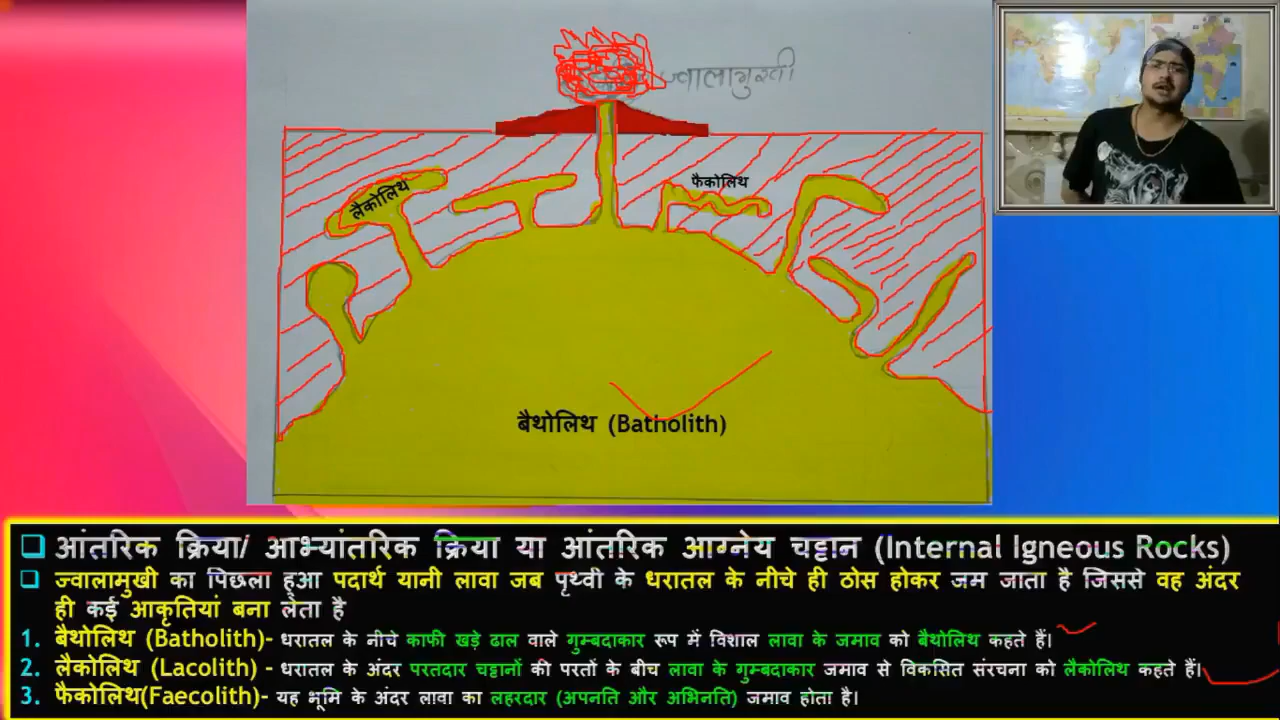 ज्वालामुखी
लैकोलिथ
फैकोलिथ
बैथोलिथ (Batholith)
❑ आंतरिक क्रिया/ आभ्यांतरिक क्रिया या आंतरिक आग्नेय चट्टान (Internal Igneous Rocks)
❑ ज्वालामुखी का पिछला हुआ पदार्थ यानी लावा जब पृथ्वी के धरातल के नीचे ही ठोस होकर जम जाता है जिससे वह अंदर
ही कई आकृतियां बना लेता है
1. बैथोलिथ (Batholith)- धरातल के नीचे काफी खड़े ढाल वाले गुम्बदाकार रूप में विशाल लावा के जमाव को बैथोलिथ कहते हैं।
2. लैकोलिथ (Lacolith) - धरातल के अंदर परतदार चट्टानों की परतों के बीच लावा के गुम्बदाकार जमाव से विकसित संरचना को लैकोलिथ कहते हैं।
3. फैकोलिथ(Faecolith)- यह भूमि के अंदर लावा का लहरदार (अपनति और अभिनति) जमाव होता है।